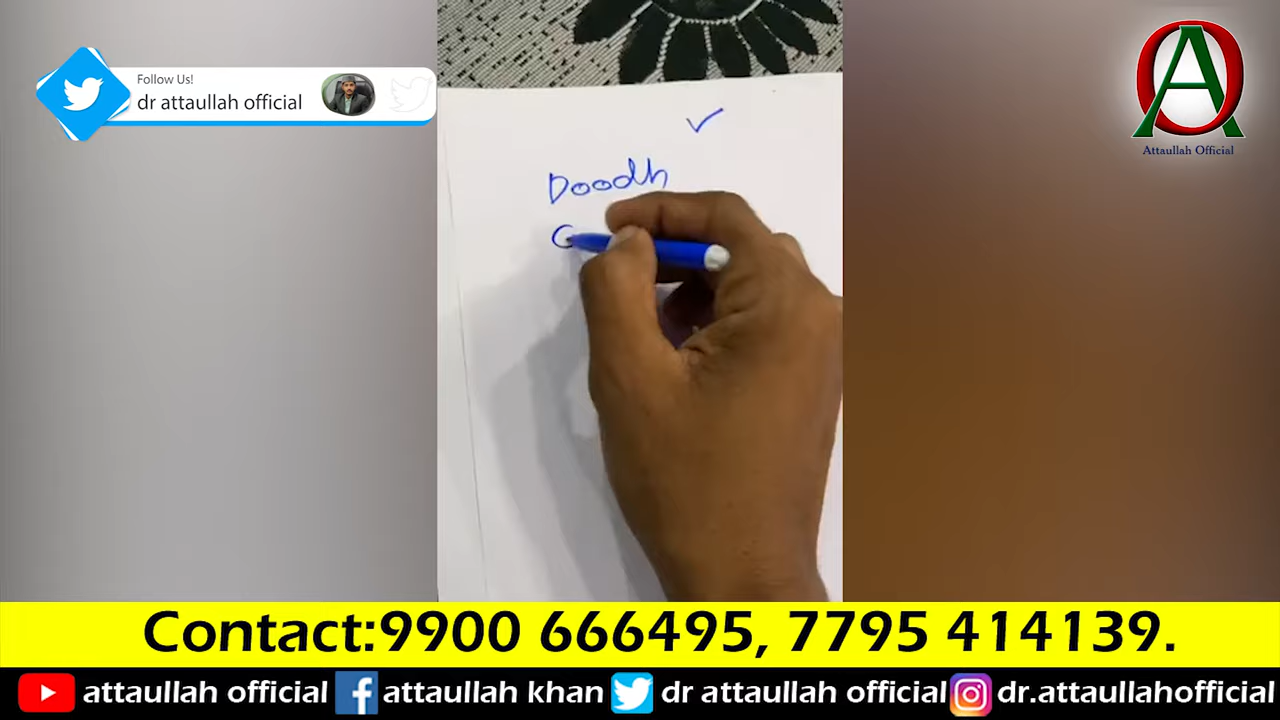 Follow Us!
dr attaullah official
OA
Attaullah Official
Doodh
Contact:9900 666495, 7795 414139.
attaullah official attaullah khan dr attaullah official dr.attaullahofficial